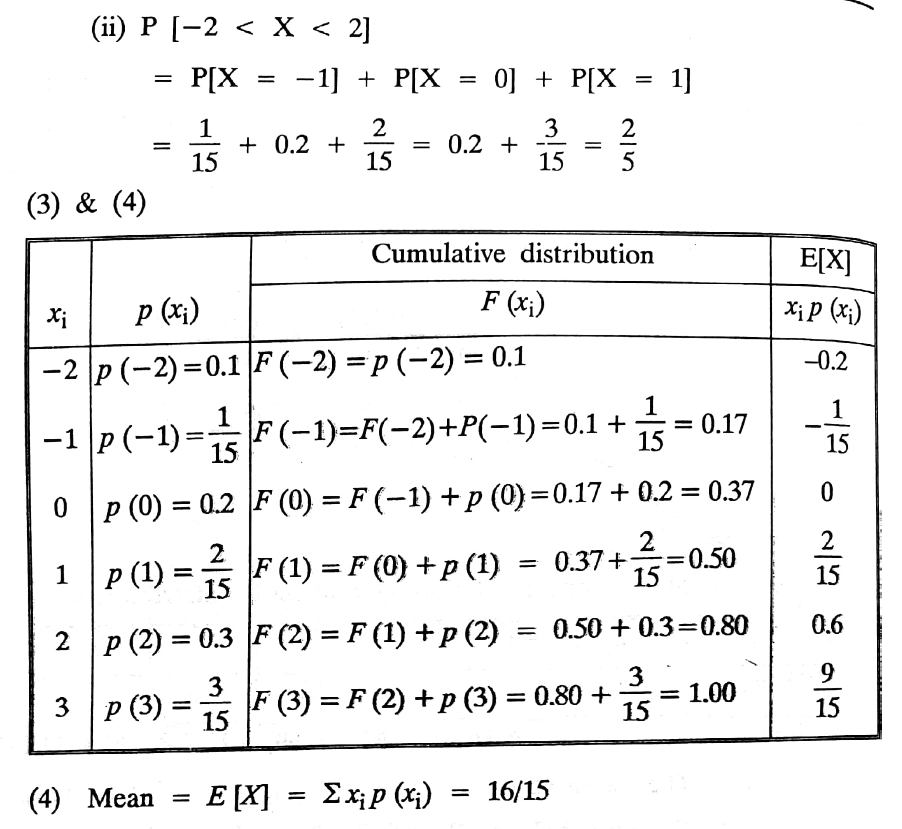 (ii) P [−2 < X < 2]
= P[X = −1] + P[X = 0] + P[X = 1]
= 1/15 + 0.2 + 2/15 = 0.2 + 3/15 = 2/5
(3) & (4)
Cumulative distribution E[X]
xi p (xi) F (xi) xi p (xi)
−2 p (−2)=0.1 F (−2) = p (−2) = 0.1 −0.2
−1 p (−1)=1/15 F (−1)=F(−2)+P(−1)=0.1 + 1/15 = 0.17 −1/15
0 p (0) = 0.2 F (0) = F (−1) + p (0)=0.17 + 0.2 = 0.37 0
1 p (1) = 2/15 F (1) = F (0) + p (1) = 0.37+2/15=0.50 2/15
2 p (2) = 0.3 F (2) = F (1) + p (2) = 0.50 + 0.3=0.80 0.6
3 p (3) = 3/15 F (3) = F (2) + p (3) = 0.80 + 3/15 = 1.00 9/15
(4) Mean = E [X] = Σ xi p (xi) = 16/15